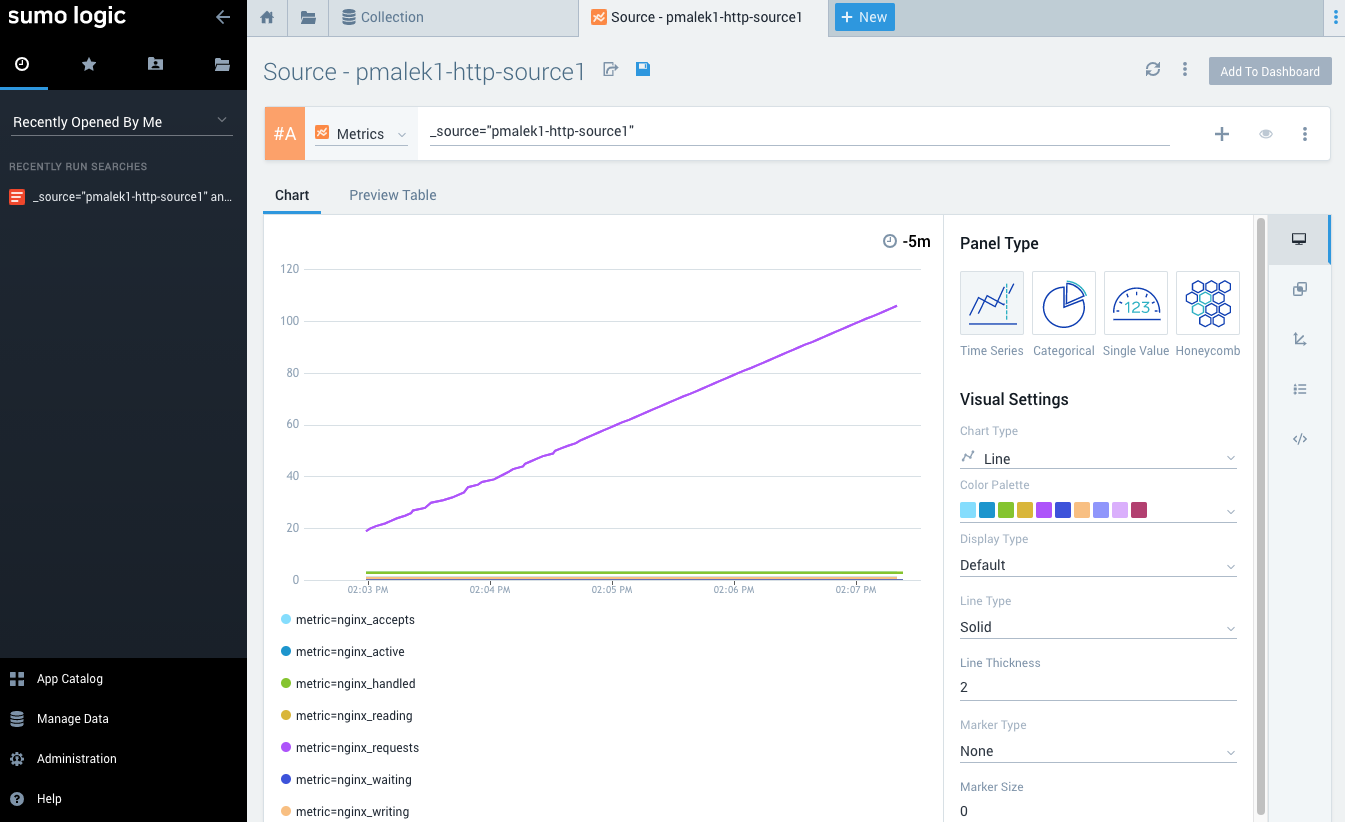 sumo logic
Recently Opened By Me
RECENTLY RUN SEARCHES
_source="pmalek1-http-source1" an...
App Catalog
Manage Data
Administration
Help
Collection
Source - pmalek1-http-source1
+ New
Source - pmalek1-http-source1
Add To Dashboard
#A
Metrics
_source="pmalek1-http-source1"
Chart
Preview Table
-5m
120
100
80
60
40
20
0
02:03 PM
02:04 PM
02:05 PM
02:06 PM
02:07 PM
metric=nginx_accepts
metric=nginx_active
metric=nginx_handled
metric=nginx_reading
metric=nginx_requests
metric=nginx_waiting
metric=nginx_writing
Panel Type
123
Time Series
Categorical
Single Value
Honeycomb
Visual Settings
Chart Type
Line
Color Palette
Display Type
Default
Line Type
Solid
Line Thickness
2
Marker Type
None
Marker Size
0